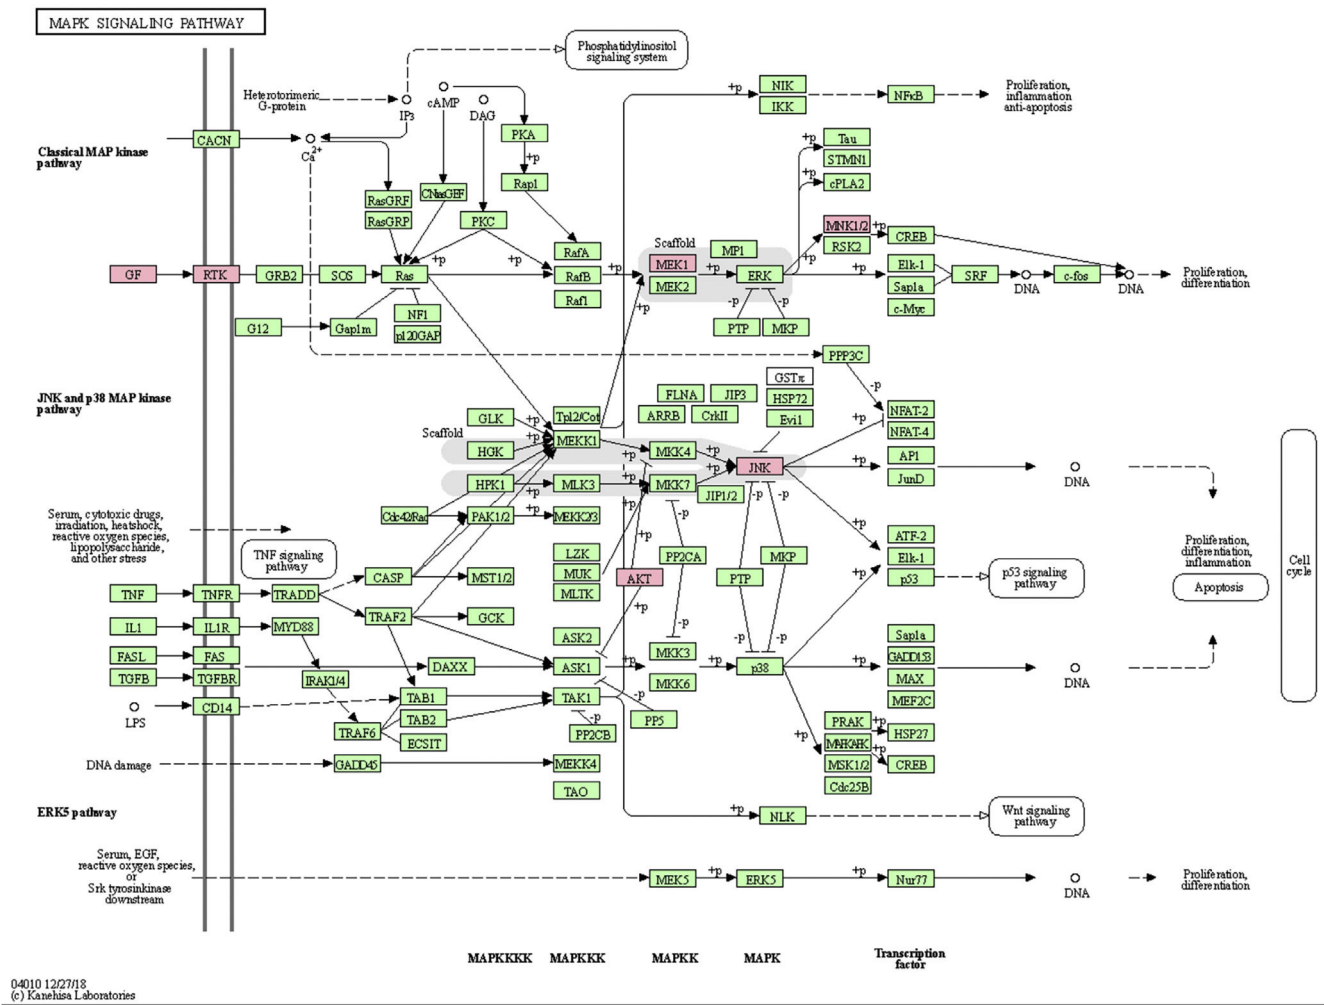 MAPK SIGNALING PATHWAY
Phosphatidylinositol
signaling system
Heterotorimeric
G-protein
IP3
cAMP
DAG
+p
NIK
IKK
NFκB
Proliferation,
inflammation
anti-apoptosis
Classical MAP kinase
pathway
CACN
Ca2+
PKA
+p
Rap1
RasGRF
RasGRP
CNrasGEF
PKC
+p
Tau
STMN1
+p
cPLA2
GF
RTK
GRB2
SOS
Ras
+p
RafA
RafB
Raf1
+p
+p
Scaffold
MEK1
MEK2
+p
MP1
ERK
-p
-p
PTP
MKP
+p
+p
MNK1/2
RSK2
+p
CREB
Elk-1
Sap1a
c-Myc
SRF
DNA
c-fos
DNA
Proliferation,
differentiation
G12
Gap1m
NF1
p120GAP
PPP3C
-p
JNK and p38 MAP kinase
pathway
GSTπ
HSP72
Evi1
FLNA
JIP3
ARRB
CrkII
GLK
+p
Tpl2/Cot
+p
NFAT-2
NFAT-4
Scaffold
HGK
+p
MEKK1
+p
MKK4
+p
+p
JNK
+p
AP1
JunD
DNA
HPK1
+p
+p
MLK3
+p
MKK7
JIP1/2
-p
-p
Cdc42/Rac
PAK1/2
+p
MEKK2/3
-p
+p
Serum, cytotoxic drugs,
irradiation, heatshock,
reactive oxygen species,
lipopolysaccharide,
and other stress
TNF signaling
pathway
LZK
MUK
MLTK
+p
AKT
+p
PP2CA
-p
PTP
MKP
-p
-p
ATF-2
Elk-1
p53
+p
p53 signaling
pathway
Proliferation,
differentiation,
inflammation
Apoptosis
Cell
cycle
CASP
MST1/2
TNF
TNFR
TRADD
TRAF2
GCK
IL1
IL1R
MYD88
ASK2
FASL
FAS
DAXX
ASK1
+p
MKK3
MKK6
+p
p38
+p
Sap1a
GADD153
MAX
MEF2C
DNA
TGFB
TGFBR
IRAK1/4
LPS
CD14
TAB1
TAB2
ECSIT
TRAF6
TAK1
-p
PP2CB
-p
PP5
+p
PRAK
MAPKAPK
MSK1/2
Cdc25B
+p
+p
HSP27
CREB
DNA damage
GADD45
MEKK4
TAO
ERK5 pathway
+p
NLK
Wnt signaling
pathway
Serum, EGF,
reactive oxygen species,
or
Srk tyrosinkinase
downstream
MEK5
+p
ERK5
+p
Nur77
DNA
Proliferation,
differentiation
MAPKKKK
MAPKKK
MAPKK
MAPK
Transcription
factor
04010 12/27/18
(c) Kanehisa Laboratories